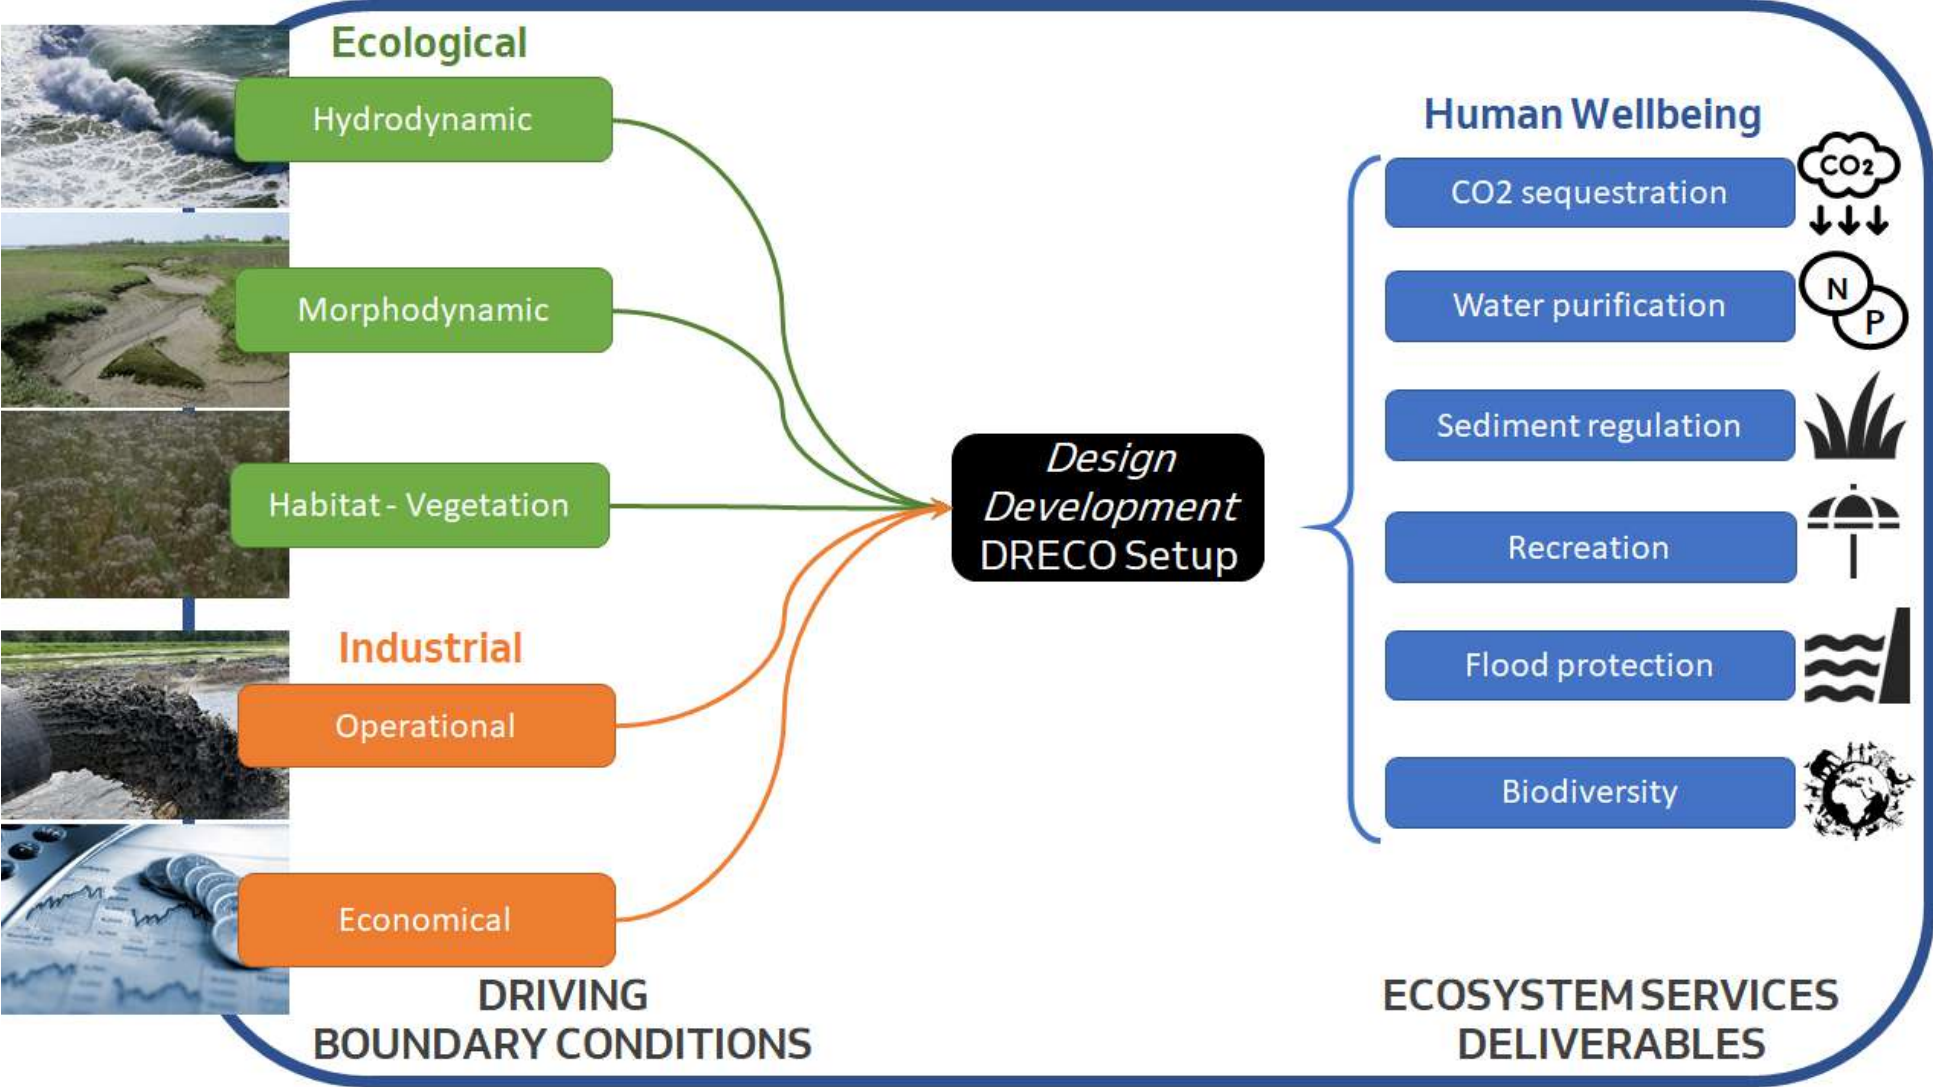 Ecological
Hydrodynamic
Morphodynamic
Habitat - Vegetation
Industrial
Operational
Economical
DRIVING
BOUNDARY CONDITIONS
Design
Development
DRECO Setup
Human Wellbeing
CO2 sequestration
CO2
Water purification
N
P
Sediment regulation
Recreation
Flood protection
Biodiversity
ECOSYSTEM SERVICES
DELIVERABLES